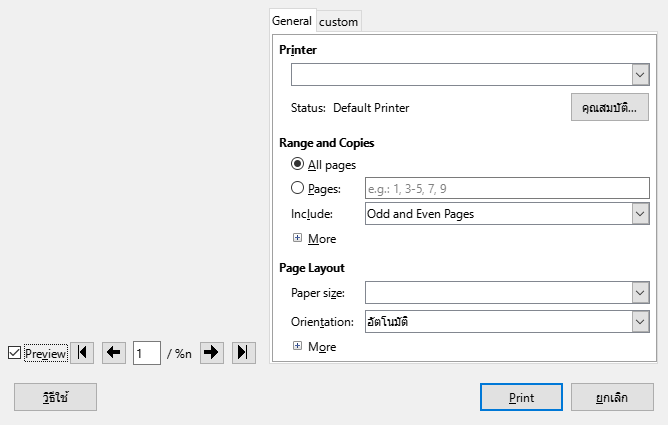 General custom
Printer
Status: Default Printer
คุณสมบัติ...
Range and Copies
All pages
Pages: e.g.: 1, 3-5, 7, 9
Include: Odd and Even Pages
More
Page Layout
Paper size:
Orientation: อัตโนมัติ
More
Preview 1 / %n
วิธีใช้ Print ยกเลิก